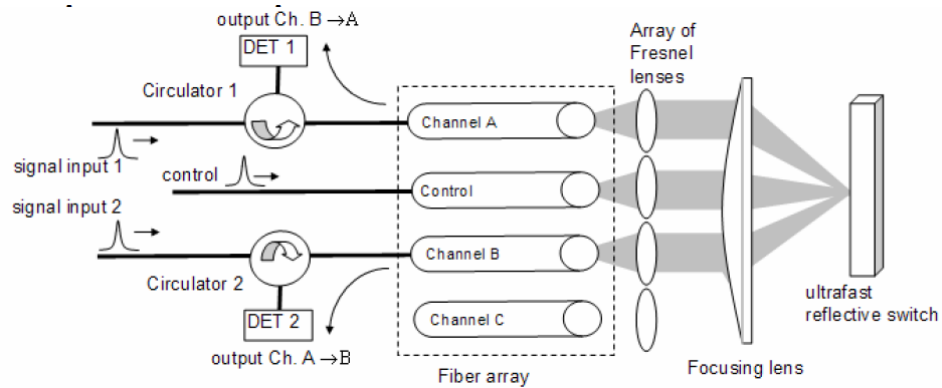 output Ch. B →A
DET 1
Array of
Fresnel
lenses
Circulator 1
Channel A
signal input 1
control
Control
signal input 2
Channel B
Circulator 2
ultrafast
reflective switch
DET 2
Channel C
output Ch. A →B
Fiber array
Focusing lens